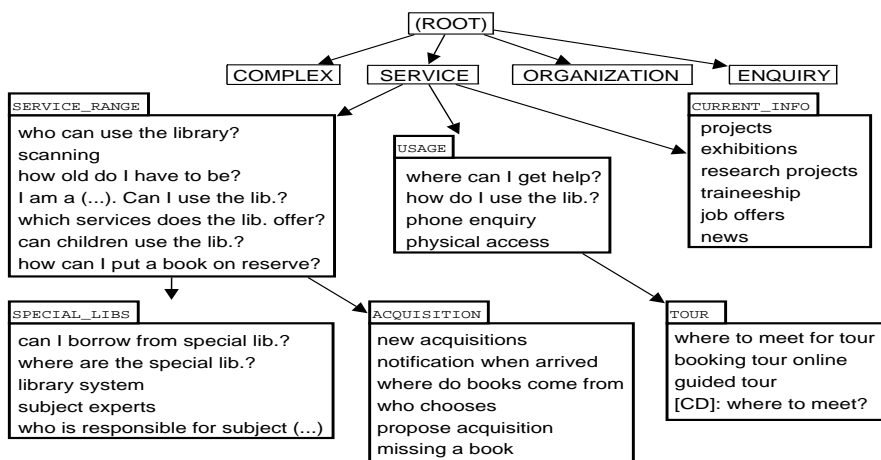 (ROOT)
COMPLEX
SERVICE
ORGANIZATION
ENQUIRY
SERVICE_RANGE
who can use the library?
scanning
how old do I have to be?
I am a (...). Can I use the lib.?
which services does the lib. offer?
can children use the lib.?
how can I put a book on reserve?
USAGE
where can I get help?
how do I use the lib.?
phone enquiry
physical access
CURRENT_INFO
projects
exhibitions
research projects
traineeship
job offers
news
SPECIAL_LIBS
can I borrow from special lib.?
where are the special lib.?
library system
subject experts
who is responsible for subject (...)
ACQUISITION
new acquisitions
notification when arrived
where do books come from
who chooses
propose acquisition
missing a book
TOUR
where to meet for tour
booking tour online
guided tour
[CD]: where to meet?